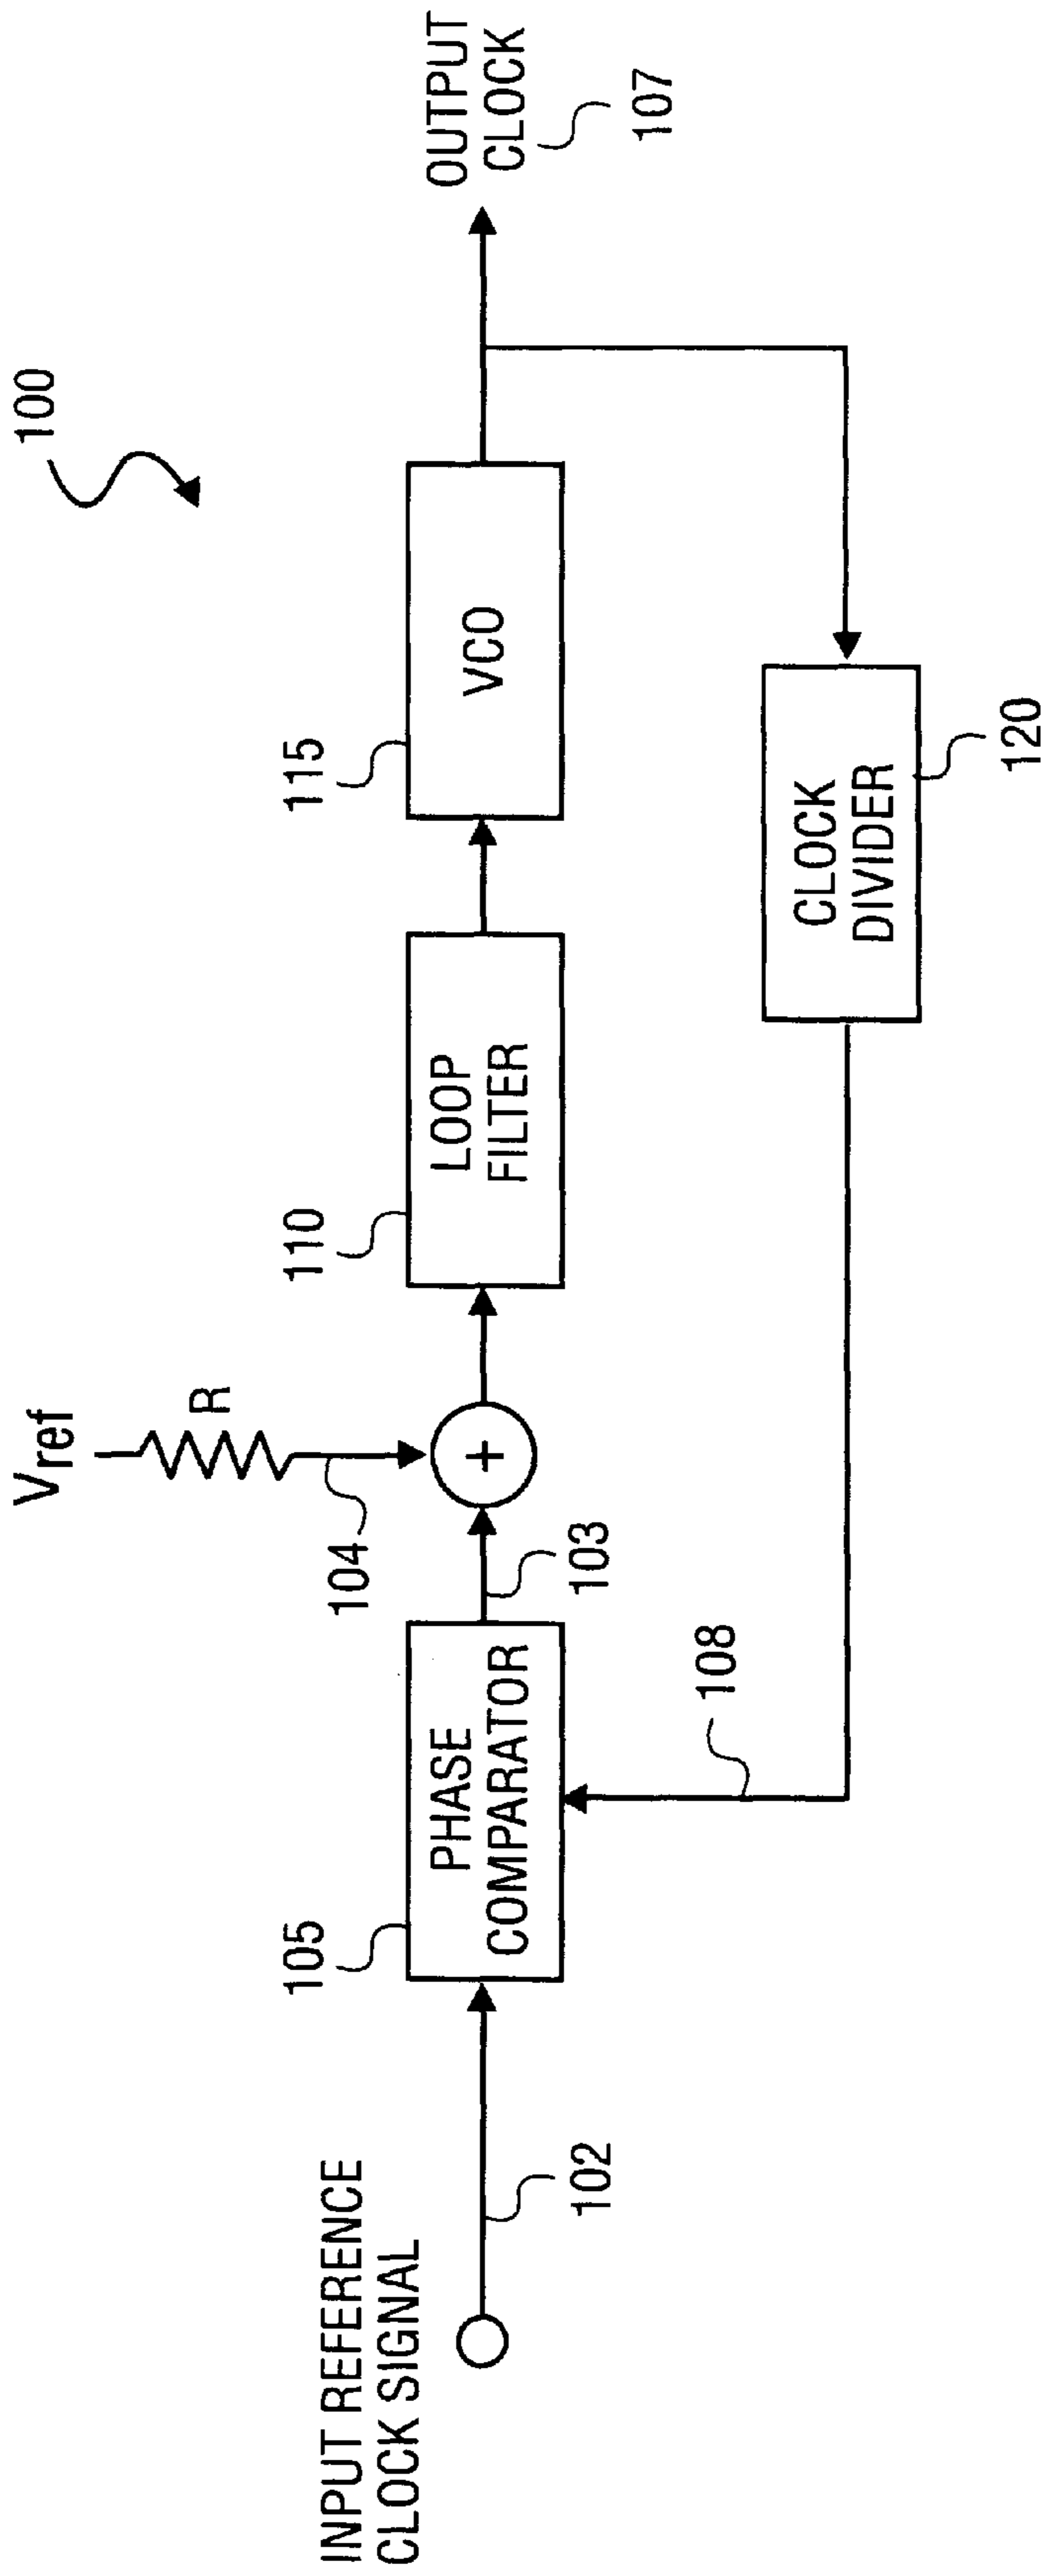 100
Vref
R
104
INPUT REFERENCE
CLOCK SIGNAL
102
105
PHASE
COMPARATOR
103
+
110
LOOP
FILTER
115
VCO
OUTPUT
CLOCK
107
108
CLOCK
DIVIDER
120